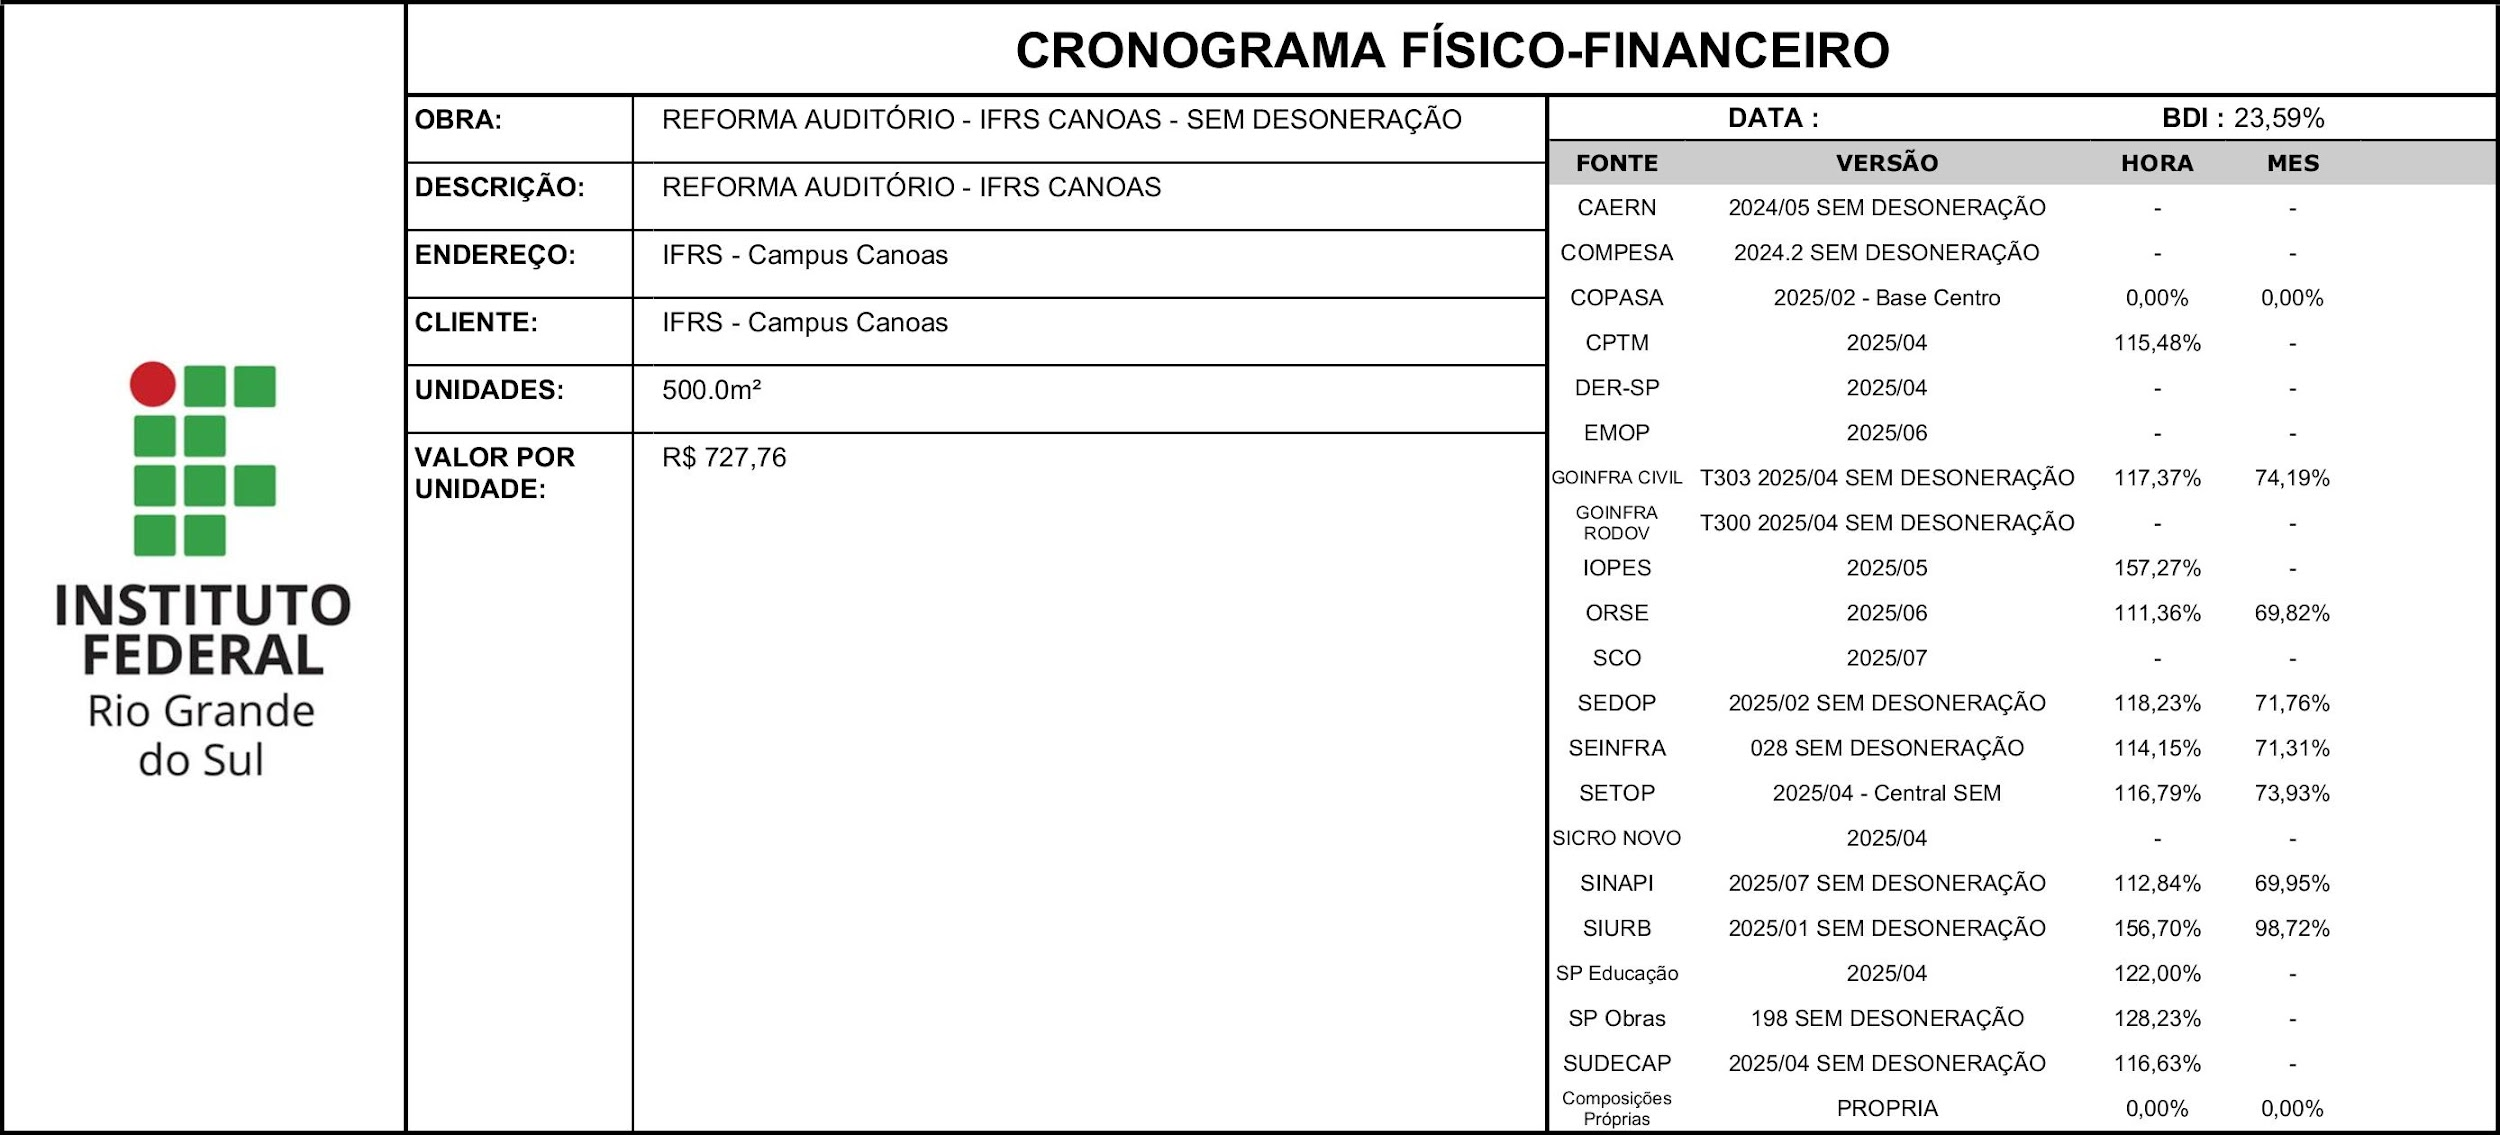 CRONOGRAMA FÍSICO-FINANCEIRO
INSTITUTO
FEDERAL
Rio Grande
do Sul
OBRA: REFORMA AUDITÓRIO - IFRS CANOAS - SEM DESONERAÇÃO
DESCRIÇÃO: REFORMA AUDITÓRIO - IFRS CANOAS
ENDEREÇO: IFRS - Campus Canoas
CLIENTE: IFRS - Campus Canoas
UNIDADES: 500.0m²
VALOR POR R$ 727,76
UNIDADE:
DATA : BDI : 23,59%
FONTE VERSÃO HORA MES
CAERN 2024/05 SEM DESONERAÇÃO - -
COMPESA 2024.2 SEM DESONERAÇÃO - -
COPASA 2025/02 - Base Centro 0,00% 0,00%
CPTM 2025/04 115,48% -
DER-SP 2025/04 - -
EMOP 2025/06 - -
GOINFRA CIVIL T303 2025/04 SEM DESONERAÇÃO 117,37% 74,19%
GOINFRA
RODOV T300 2025/04 SEM DESONERAÇÃO - -
IOPES 2025/05 157,27% -
ORSE 2025/06 111,36% 69,82%
SCO 2025/07 - -
SEDOP 2025/02 SEM DESONERAÇÃO 118,23% 71,76%
SEINFRA 028 SEM DESONERAÇÃO 114,15% 71,31%
SETOP 2025/04 - Central SEM 116,79% 73,93%
SICRO NOVO 2025/04 - -
SINAPI 2025/07 SEM DESONERAÇÃO 112,84% 69,95%
SIURB 2025/01 SEM DESONERAÇÃO 156,70% 98,72%
SP Educação 2025/04 122,00% -
SP Obras 198 SEM DESONERAÇÃO 128,23% -
SUDECAP 2025/04 SEM DESONERAÇÃO 116,63% -
Composições
Próprias PROPRIA 0,00% 0,00%